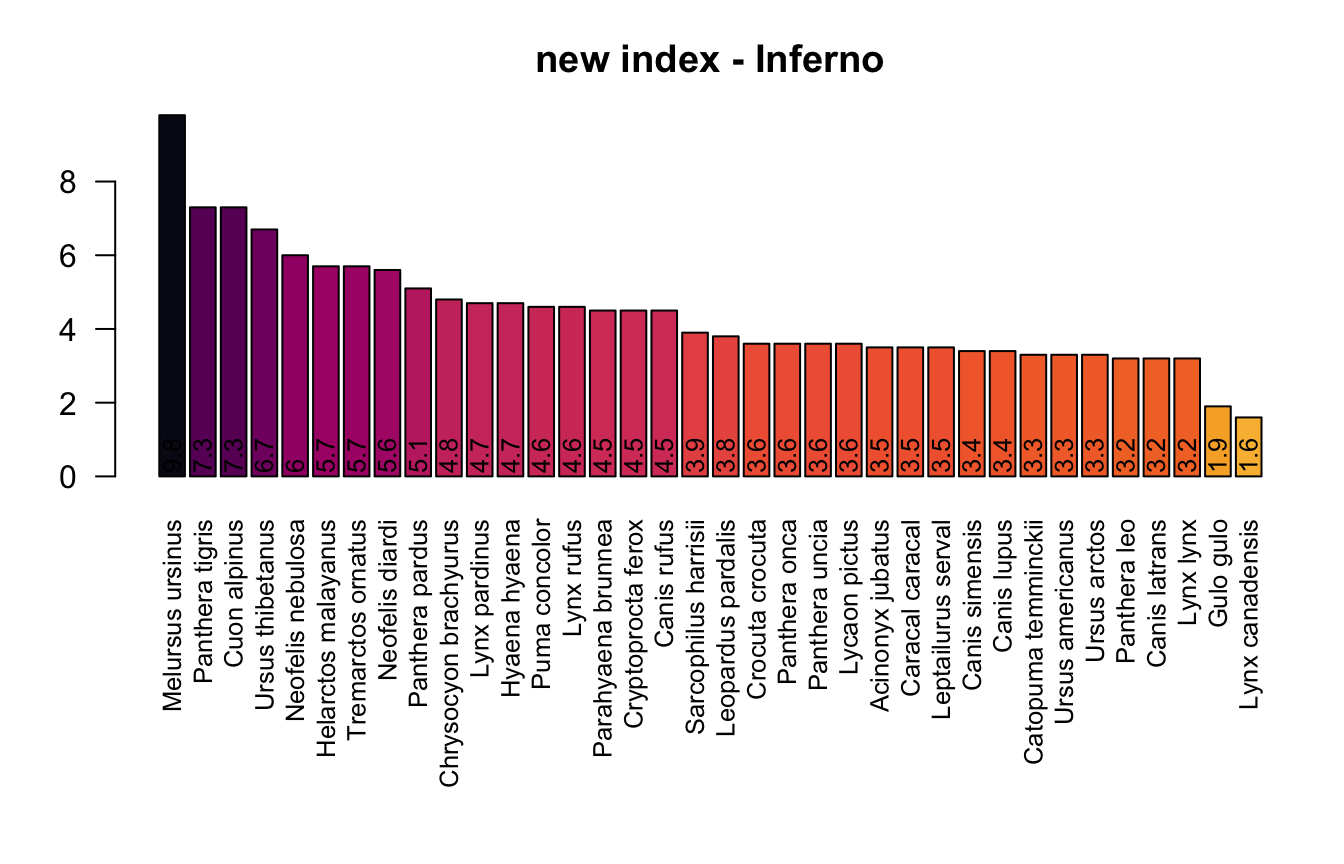 new index - Inferno
8
6
4
2
0
9.8
7.3
7.3
6.7
6
5.7
5.7
5.6
5.1
4.8
4.7
4.7
4.6
4.6
4.5
4.5
4.5
3.9
3.8
3.6
3.6
3.6
3.6
3.5
3.5
3.5
3.4
3.4
3.3
3.3
3.3
3.2
3.2
3.2
1.9
1.6
Melursus ursinus
Panthera tigris
Cuon alpinus
Ursus thibetanus
Neofelis nebulosa
Helarctos malayanus
Tremarctos ornatus
Neofelis diardi
Panthera pardus
Chrysocyon brachyurus
Lynx pardinus
Hyaena hyaena
Puma concolor
Lynx rufus
Parahyaena brunnea
Cryptoprocta ferox
Canis rufus
Sarcophilus harrisii
Leopardus pardalis
Crocuta crocuta
Panthera onca
Panthera uncia
Lycaon pictus
Acinonyx jubatus
Caracal caracal
Leptailurus serval
Canis simensis
Canis lupus
Catopuma temminckii
Ursus americanus
Ursus arctos
Panthera leo
Canis latrans
Lynx lynx
Gulo gulo
Lynx canadensis